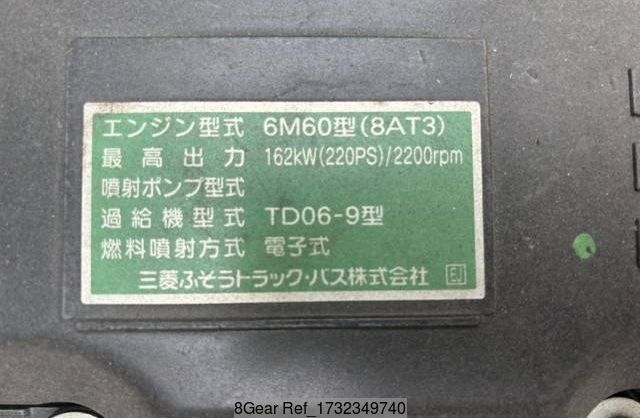 エンジン型式 6M60型(8AT3)
最高出力 162kW(220PS)/2200rpm
噴射ポンプ型式
過給機型式 TD06-9型
燃料噴射方式 電子式
三菱ふそうトラック・バス株式会社 EJ
8Gear Ref_1732349740